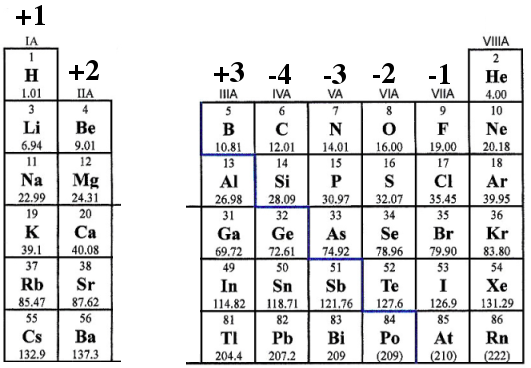 +1
IA VIIIA
1 2
H +2 +3 -4 -3 -2 -1 He
1.01 IIA IIIA IVA VA VIA VIIA 4.00
3 4 5 6 7 8 9 10
Li Be B C N O F Ne
6.94 9.01 10.81 12.01 14.01 16.00 19.00 20.18
11 12 13 14 15 16 17 18
Na Mg Al Si P S Cl Ar
22.99 24.31 26.98 28.09 30.97 32.07 35.45 39.95
19 20 31 32 33 34 35 36
K Ca Ga Ge As Se Br Kr
39.1 40.08 69.72 72.61 74.92 78.96 79.90 83.80
37 38 49 50 51 52 53 54
Rb Sr In Sn Sb Te I Xe
85.47 87.62 114.82 118.71 121.76 127.6 126.9 131.29
55 56 81 82 83 84 85 86
Cs Ba Tl Pb Bi Po At Rn
132.9 137.3 204.4 207.2 209 (209) (210) (222)